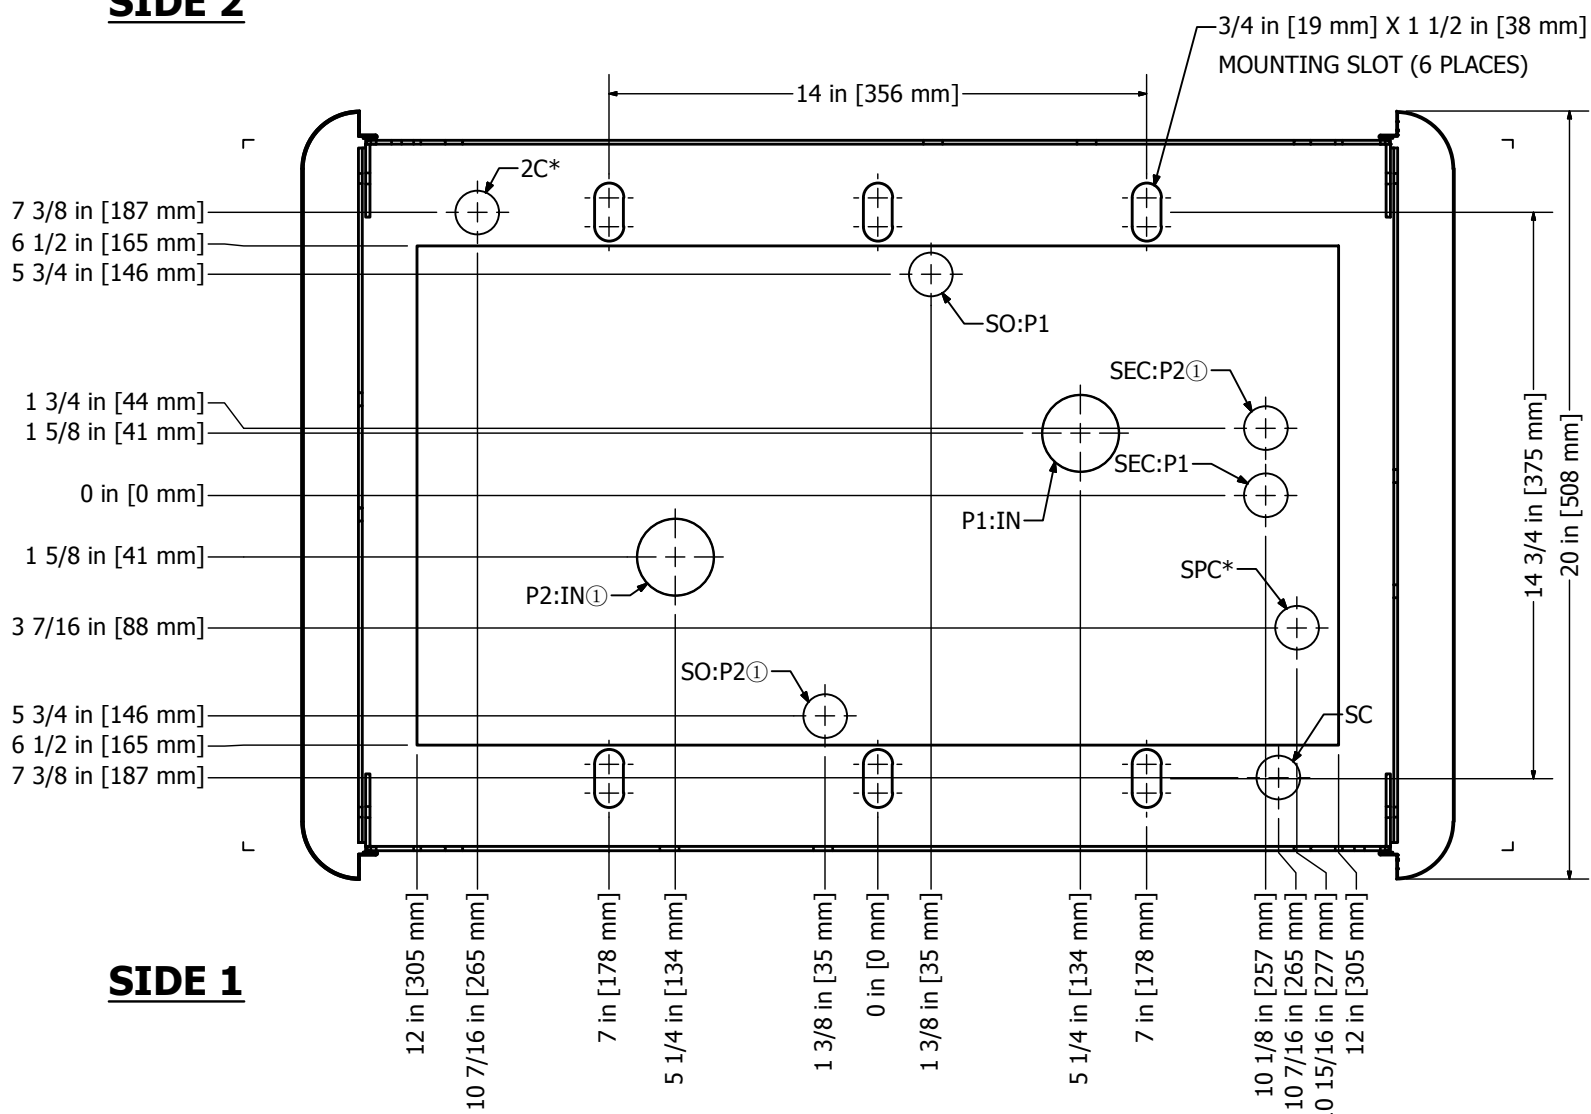 SIDE 2
3/4 in [19 mm] X 1 1/2 in [38 mm]
MOUNTING SLOT (6 PLACES)
14 in [356 mm]
2C*
7 3/8 in [187 mm]
6 1/2 in [165 mm]
5 3/4 in [146 mm]
SO:P1
SEC:P2①
1 3/4 in [44 mm]
1 5/8 in [41 mm]
SEC:P1
0 in [0 mm]
P1:IN
14 3/4 in [375 mm]
20 in [508 mm]
1 5/8 in [41 mm]
SPC*
P2:IN①
3 7/16 in [88 mm]
SO:P2①
5 3/4 in [146 mm]
SC
6 1/2 in [165 mm]
7 3/8 in [187 mm]
SIDE 1
12 in [305 mm]
10 7/16 in [265 mm]
7 in [178 mm]
5 1/4 in [134 mm]
1 3/8 in [35 mm]
0 in [0 mm]
1 3/8 in [35 mm]
5 1/4 in [134 mm]
7 in [178 mm]
10 1/8 in [257 mm]
10 7/16 in [265 mm]
0 15/16 in [277 mm]
12 in [305 mm]